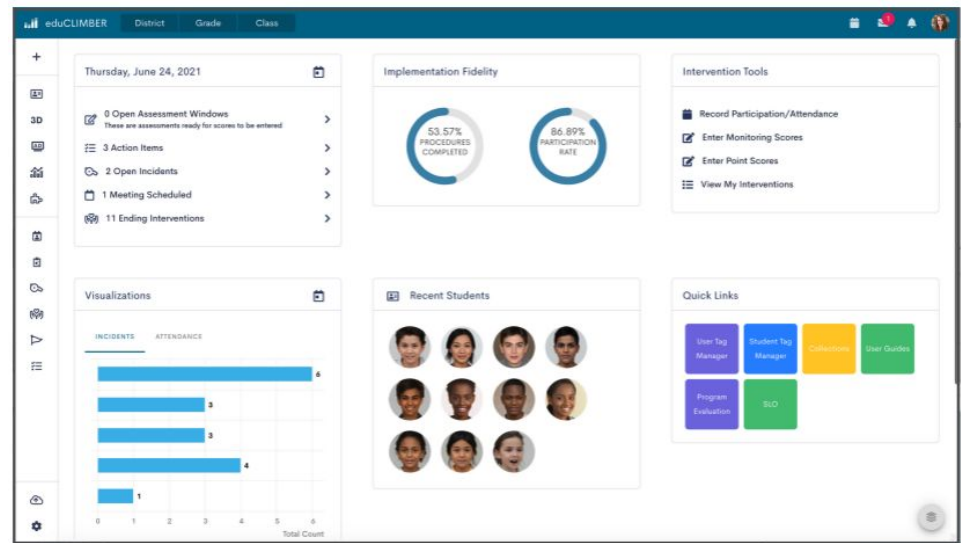 eduCLIMBER District Grade Class
1
3D
Thursday, June 24, 2021
0 Open Assessment Windows
These are assessments ready for scores to be entered
3 Action Items
2 Open Incidents
1 Meeting Scheduled
11 Ending Interventions
Implementation Fidelity
53.57%
PROCEDURES
COMPLETED
86.89%
PARTICIPATION
RATE
Intervention Tools
Record Participation/Attendance
Enter Monitoring Scores
Enter Point Scores
View My Interventions
Visualizations
INCIDENTS ATTENDANCE
6
3
3
4
1
0 1 2 3 4 5 6
Total Count
Recent Students
Quick Links
User Tag
Manager
Student Tag
Manager
Collections
User Guides
Program
Evaluation
SLO